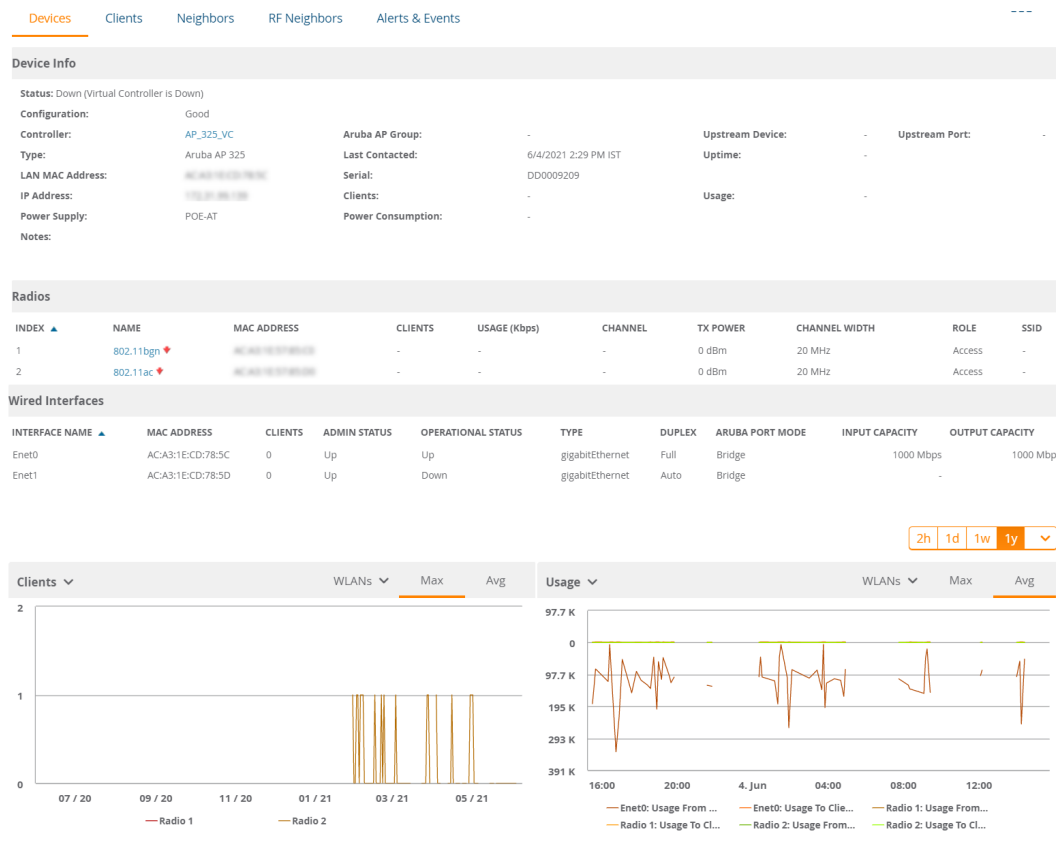 Devices Clients Neighbors RF Neighbors Alerts & Events
Device Info
Status: Down (Virtual Controller is Down)
Configuration: Good
Controller: AP_325_VC Aruba AP Group: - Upstream Device: - Upstream Port: -
Type: Aruba AP 325 Last Contacted: 6/4/2021 2:29 PM IST Uptime: -
LAN MAC Address: Serial: DD0009209
IP Address: Clients: - Usage: -
Power Supply: POE-AT Power Consumption: -
Notes:
Radios
INDEX NAME MAC ADDRESS CLIENTS USAGE (Kbps) CHANNEL TX POWER CHANNEL WIDTH ROLE SSID
1 802.11bgn - - - 0 dBm 20 MHz Access -
2 802.11ac - - - 0 dBm 20 MHz Access -
Wired Interfaces
INTERFACE NAME MAC ADDRESS CLIENTS ADMIN STATUS OPERATIONAL STATUS TYPE DUPLEX ARUBA PORT MODE INPUT CAPACITY OUTPUT CAPACITY
Enet0 AC:A3:1E:CD:78:5C 0 Up Up gigabitEthernet Full Bridge 1000 Mbps 1000 Mbp
Enet1 AC:A3:1E:CD:78:5D 0 Up Down gigabitEthernet Auto Bridge -
2h 1d 1w 1y
Clients WLANs Max Avg Usage WLANs Max Avg
2
1
0
07 / 20 09 / 20 11 / 20 01 / 21 03 / 21 05 / 21
Radio 1 Radio 2
97.7 K
0
97.7 K
195 K
293 K
391 K
16:00 20:00 4. Jun 04:00 08:00 12:00
Enet0: Usage From ... Enet0: Usage To Clie... Radio 1: Usage From...
Radio 1: Usage To Cl... Radio 2: Usage From... Radio 2: Usage To Cl...